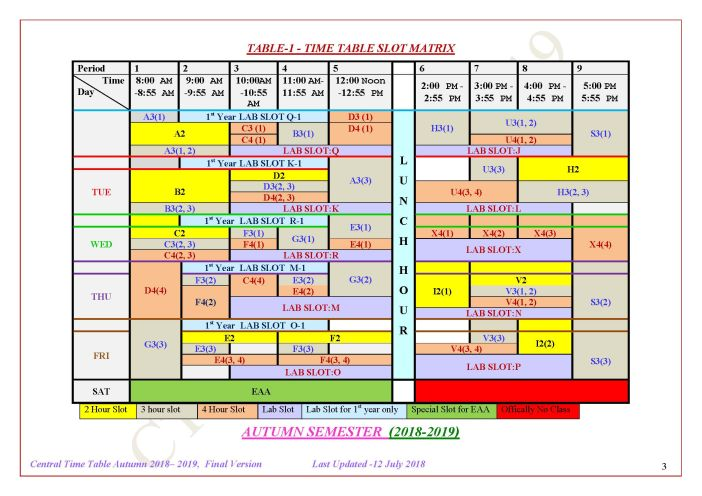 TABLE-I - TIME TABLE SLOT MATRIX
Period 1 2 3 4 5 6 7 8 9
Time
Day
8:00 AM -8:55 AM
9:00 AM -9:55 AM
10:00AM -10:55 AM
11:00 AM- 11:55 AM
12:00 Noon -12:55 PM
2:00 PM - 2:55 PM
3:00 PM - 3:55 PM
4:00 PM - 4:55 PM
5:00 PM 5:55 PM
LUNCH HOUR
A3(1) 1st Year LAB SLOT Q-1 D3 (1)
A2 C3 (1) B3(1) D4 (1) H3(1) U3(1, 2) S3(1)
C4 (1) U4(1, 2)
A3(1, 2) LAB SLOT:Q LAB SLOT:J
1st Year LAB SLOT K-1
TUE B2 D2 A3(3) U3(3) H2
D3(2, 3)
D4(2, 3) U4(3, 4) H3(2, 3)
B3(2, 3) LAB SLOT:K LAB SLOT:L
1st Year LAB SLOT R-1 E3(1)
WED C2 F3(1) G3(1) X4(1) X4(2) X4(3) X4(4)
C3(2, 3) F4(1) E4(1) LAB SLOT:X
C4(2, 3) LAB SLOT:R
1st Year LAB SLOT M-1
THU D4(4) F3(2) C4(4) E3(2) G3(2) I2(1) V2 S3(2)
F4(2) E4(2) V3(1, 2)
LAB SLOT:M V4(1, 2)
LAB SLOT:N
1st Year LAB SLOT O-1
FRI G3(3) E2 F2 V3(3) I2(2) S3(3)
E3(3) F3(3) V4(3, 4)
E4(3, 4) F4(3, 4) LAB SLOT:P
LAB SLOT:O
SAT EAA
2 Hour Slot 3 hour slot 4 Hour Slot Lab Slot Lab Slot for 1st year only Special Slot for EAA Offically No Class
AUTUMN SEMESTER (2018-2019)
Central Time Table Autumn 2018– 2019, Final Version Last Updated -12 July 2018 3